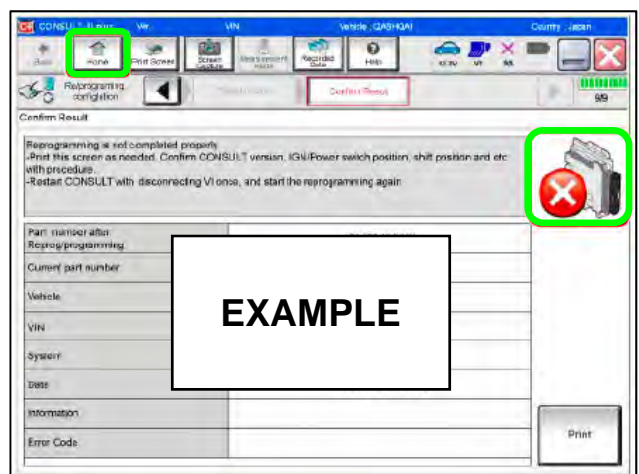 CONSULT-III plus Ver. VIN Vehicle : QASHQAI Country : Japan
Back Home Print Screen Screen Capture Measurement Mode Recorded Data Help VI MI
Reprogramming configuration Confirm Result 9/9
Confirm Result
Reprogramming is not completed properly
-Print this screen as needed. Confirm CONSULT version, IGN/Power switch position, shift position and etc
with procedure.
-Restart CONSULT with disconnecting VI once, and start the reprogramming again
Part number after
Reprog/programming
Current part number
Vehicle
EXAMPLE
VIN
System
Date
Information
Error Code
Print